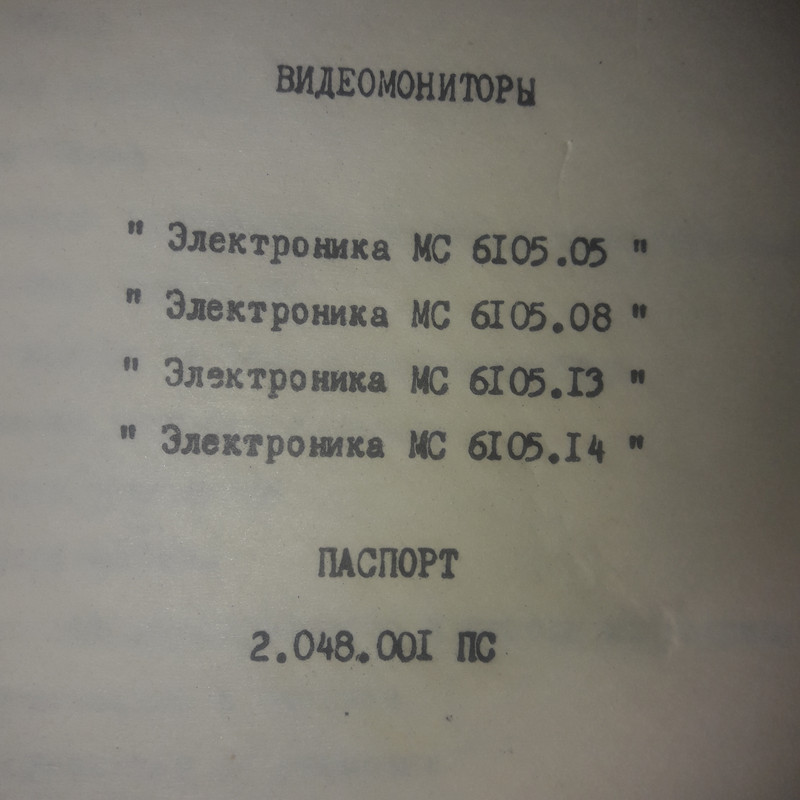 ВИДЕОМОНИТОРЫ
" Электроника МС 6I05.05 "
" Электроника МС 6I05.08 "
" Электроника МС 6I05.I3 "
" Электроника МС 6I05.I4 "
ПАСПОРТ
2.048.00I ПС